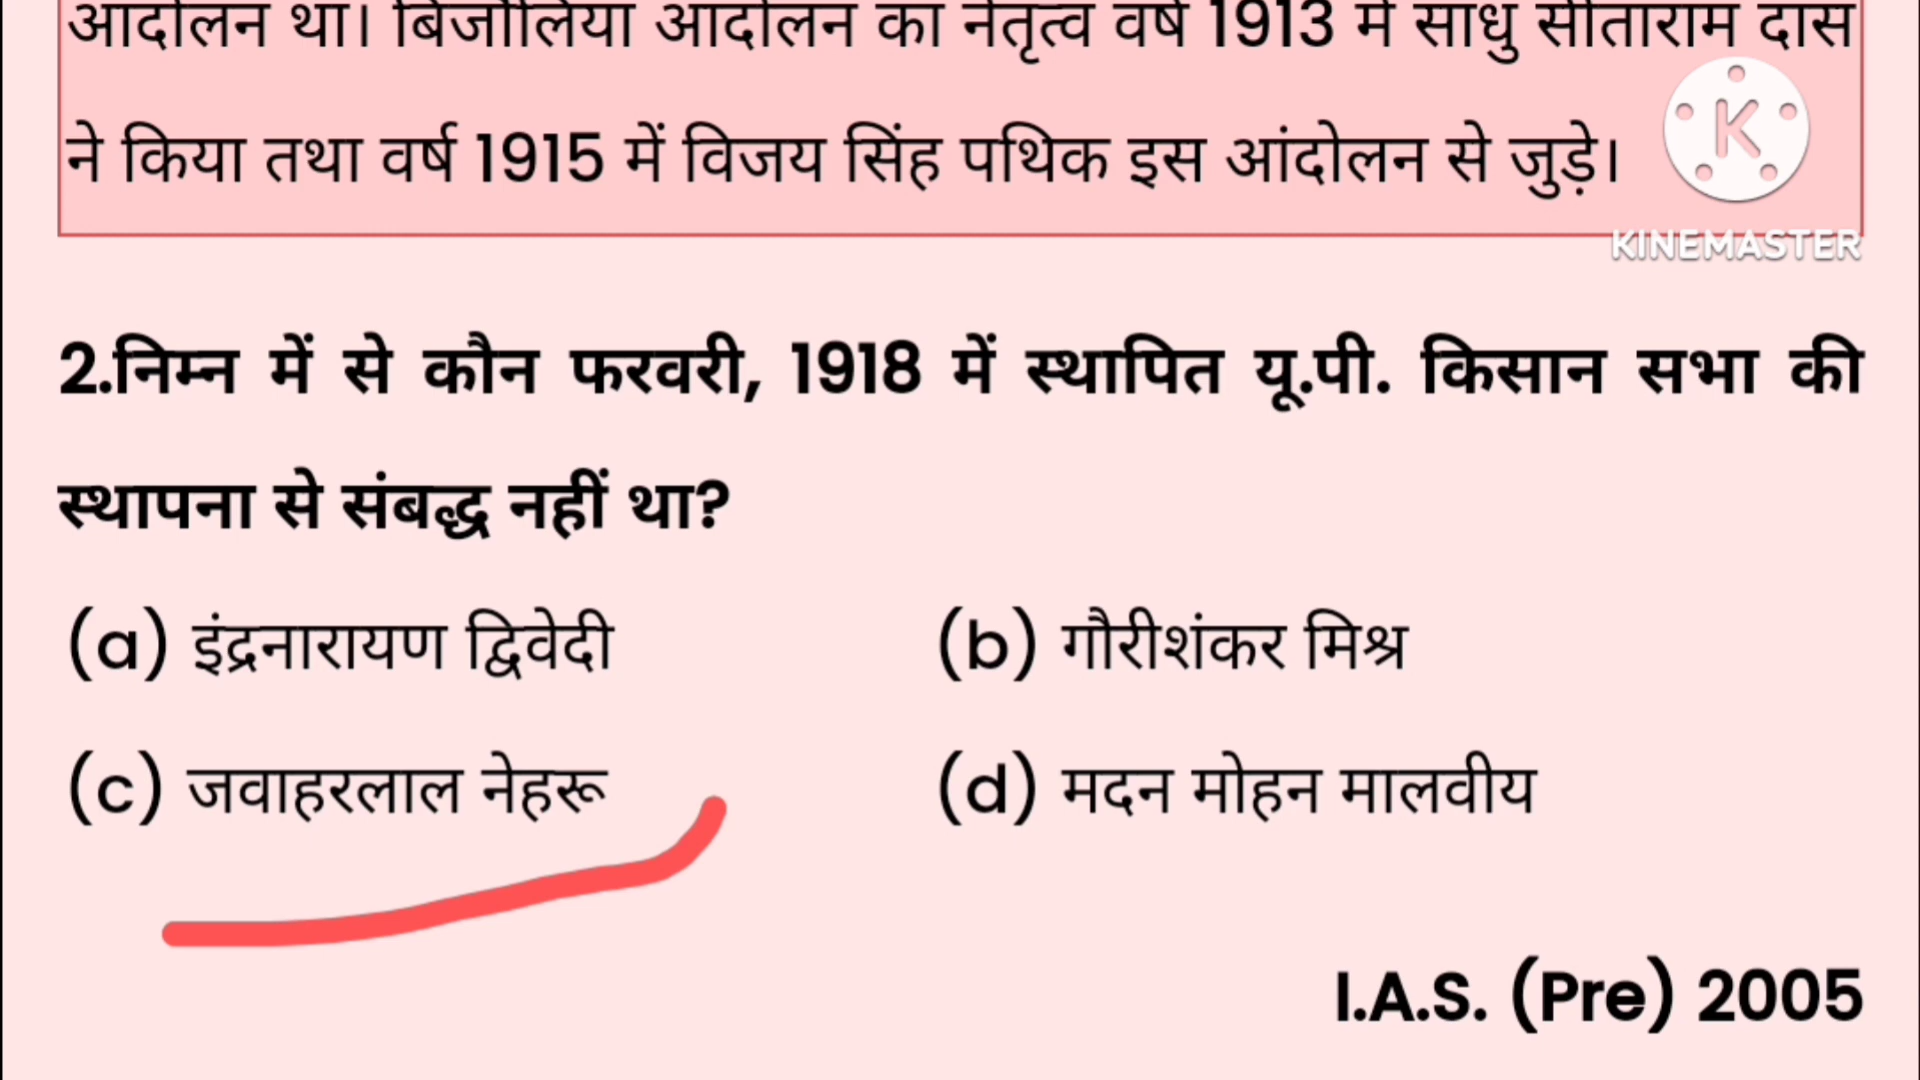 आंदोलन था। बिजोलिया आंदोलन का नेतृत्व वर्ष 1913 में साधु सीताराम दास
ने किया तथा वर्ष 1915 में विजय सिंह पथिक इस आंदोलन से जुड़े।
K
KINEMASTER
2.निम्न में से कौन फरवरी, 1918 में स्थापित यू.पी. किसान सभा की
स्थापना से संबद्ध नहीं था?
(a) इंद्रनारायण द्विवेदी (b) गौरीशंकर मिश्र
(c) जवाहरलाल नेहरू (d) मदन मोहन मालवीय
I.A.S. (Pre) 2005